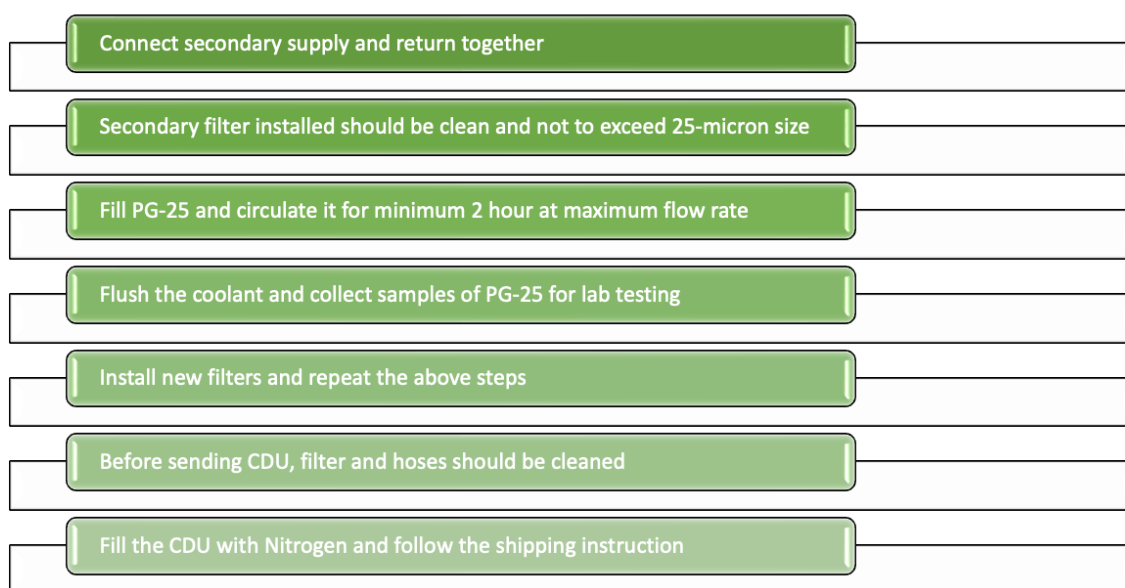 Connect secondary supply and return together
Secondary filter installed should be clean and not to exceed 25-micron size
Fill PG-25 and circulate it for minimum 2 hour at maximum flow rate
Flush the coolant and collect samples of PG-25 for lab testing
Install new filters and repeat the above steps
Before sending CDU, filter and hoses should be cleaned
Fill the CDU with Nitrogen and follow the shipping instruction